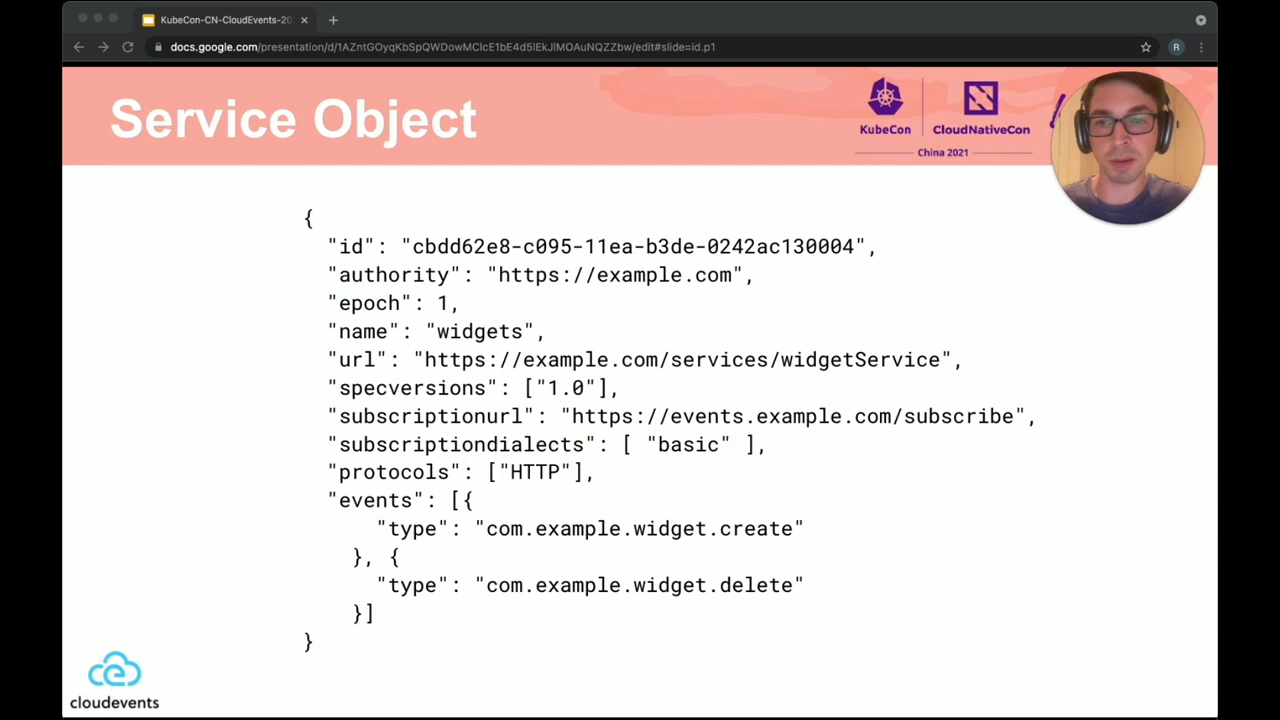 KubeCon-CN-CloudEvents-20
docs.google.com/presentation/d/1AZntGOyqKbSpQWDowMClcE1bE4d5lEkJlMOAuNQZZbw/edit#slide=id.p1
R
Service Object
KubeCon
CloudNativeCon
China 2021
{
"id": "cbdd62e8-c095-11ea-b3de-0242ac130004",
"authority": "https://example.com",
"epoch": 1,
"name": "widgets",
"url": "https://example.com/services/widgetService",
"specversions": ["1.0"],
"subscriptionurl": "https://events.example.com/subscribe",
"subscriptiondialects": [ "basic" ],
"protocols": ["HTTP"],
"events": [{
"type": "com.example.widget.create"
}, {
"type": "com.example.widget.delete"
}]
}
cloudevents